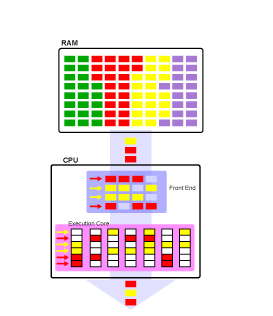 RAM
CPU
Front End
Execution Core